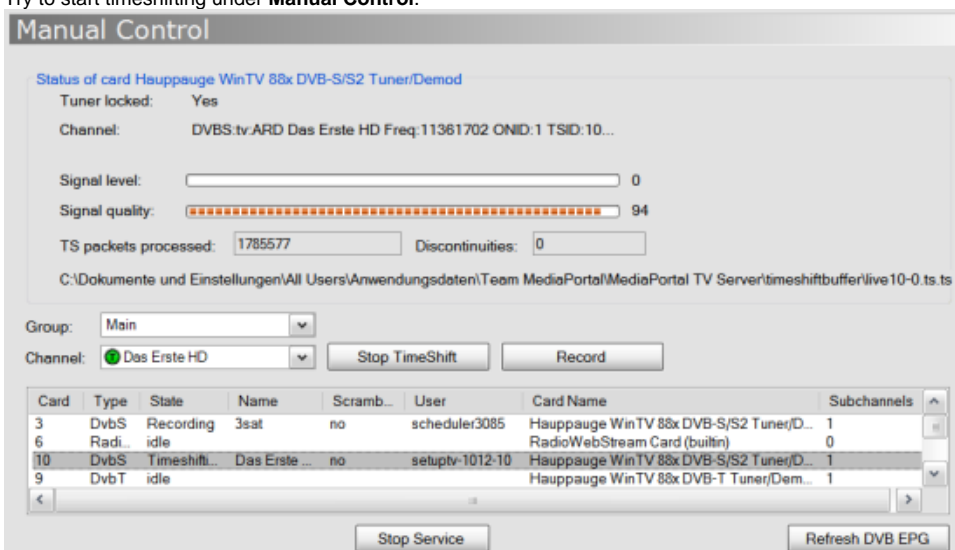 Try to start timeshifting under Manual Control.
Manual Control
Status of card Hauppauge WinTV 88x DVB-S/S2 Tuner/Demod
Tuner locked: Yes
Channel: DVBS:tv:ARD Das Erste HD Freq:11361702 ONID:1 TSID:10...
Signal level: 0
Signal quality: 94
TS packets processed: 1785577 Discontinuities: 0
C:\Dokumente und Einstellungen\All Users\Anwendungsdaten\Team MediaPortal\MediaPortal TV Server\timeshiftbuffer\live10-0.ts.ts
Group: Main
Channel: T Das Erste HD Stop TimeShift Record
Card Type State Name Scramb... User Card Name Subchannels
3 DvbS Recording 3sat no scheduler3085 Hauppauge WinTV 88x DVB-S/S2 Tuner/D... 1
6 Radi... idle RadioWebStream Card (builtin) 0
10 DvbS Timeshifti... Das Erste ... no setuptv-1012-10 Hauppauge WinTV 88x DVB-S/S2 Tuner/D... 1
9 DvbT idle Hauppauge WinTV 88x DVB-T Tuner/Dem... 1
Stop Service Refresh DVB EPG